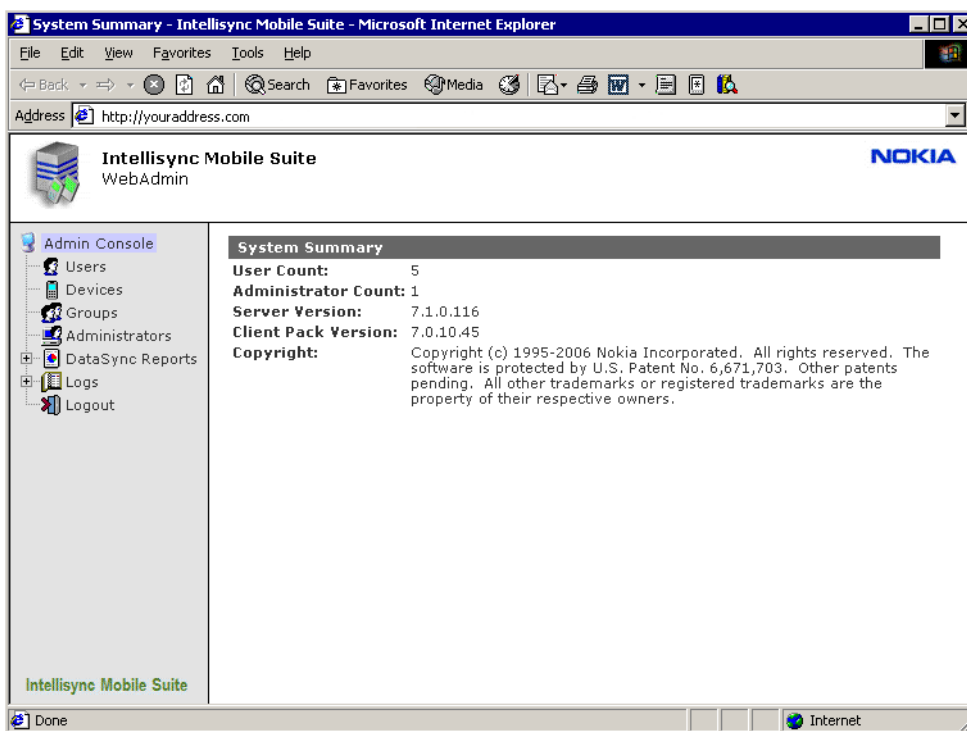 System Summary - Intellisync Mobile Suite - Microsoft Internet Explorer
File Edit View Favorites Tools Help
Back Search Favorites Media
Address http://youraddress.com
Intellisync Mobile Suite
WebAdmin
NOKIA
Admin Console
Users
Devices
Groups
Administrators
DataSync Reports
Logs
Logout
System Summary
User Count: 5
Administrator Count: 1
Server Version: 7.1.0.116
Client Pack Version: 7.0.10.45
Copyright: Copyright (c) 1995-2006 Nokia Incorporated. All rights reserved. The
software is protected by U.S. Patent No. 6,671,703. Other patents
pending. All other trademarks or registered trademarks are the
property of their respective owners.
Intellisync Mobile Suite
Done Internet